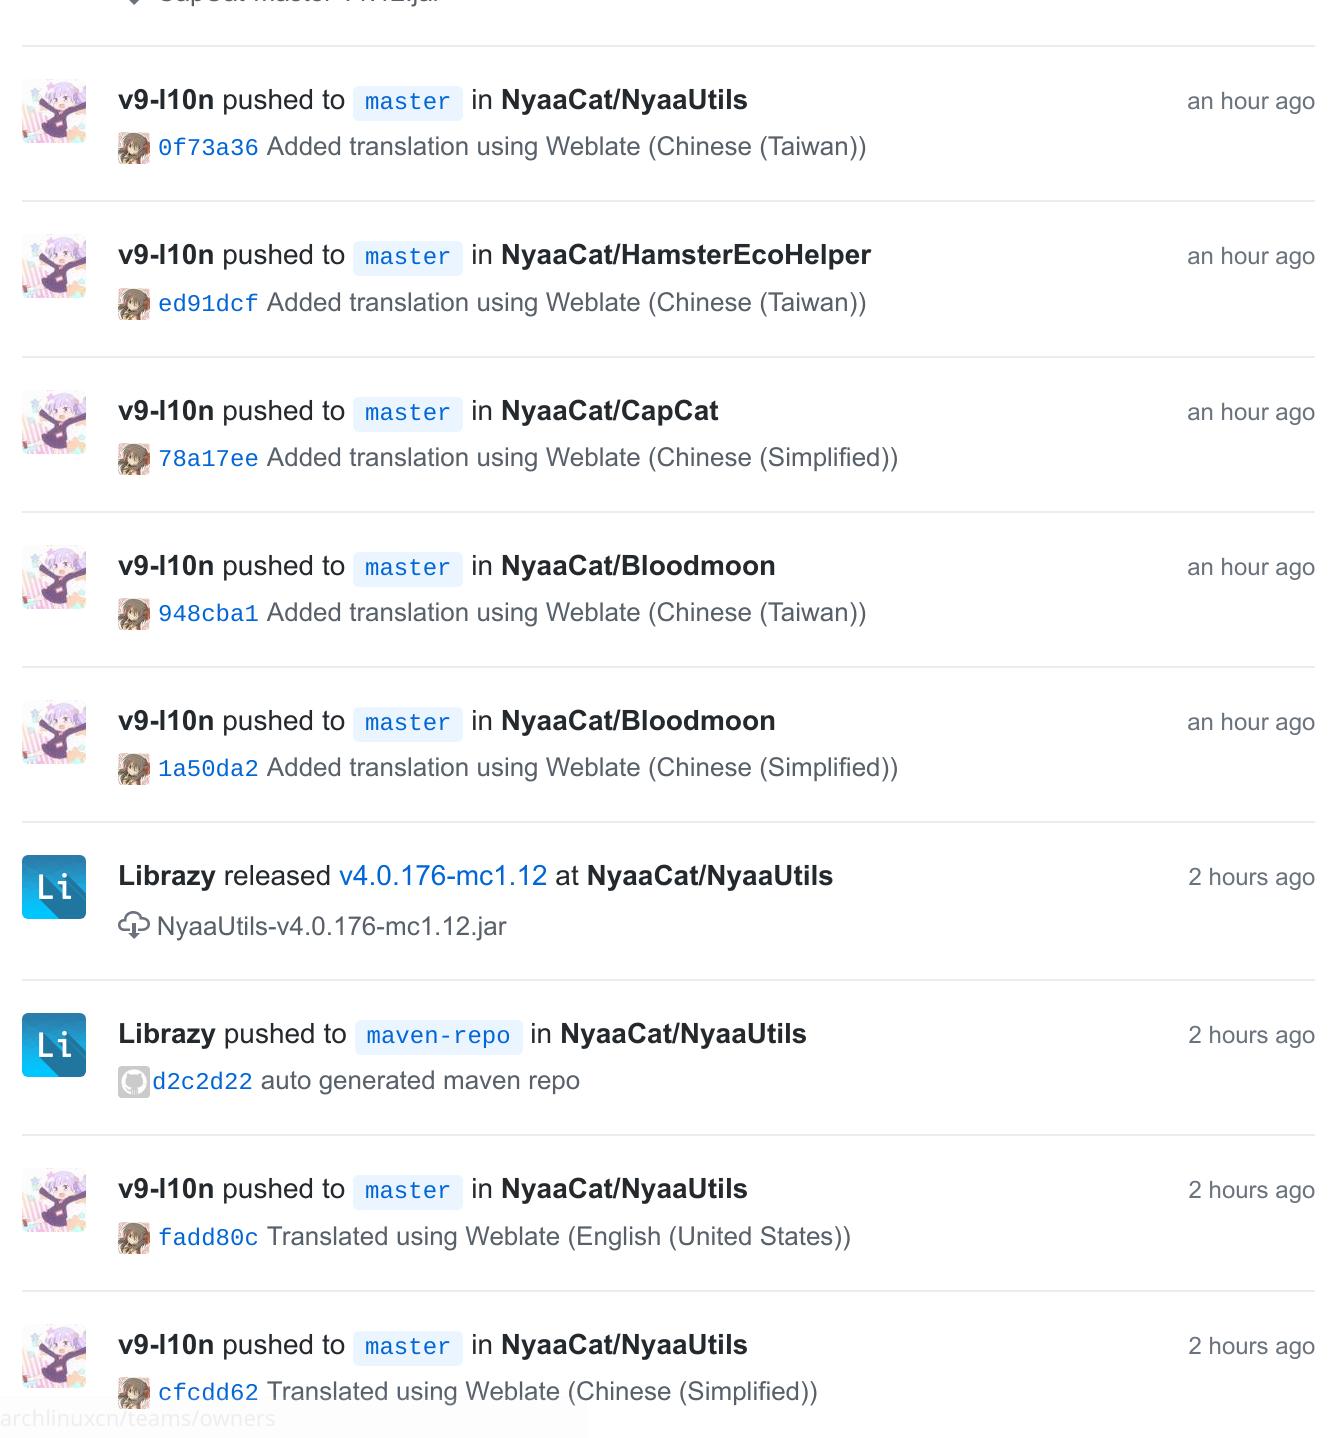 v9-l10n pushed to master in NyaaCat/NyaaUtils an hour ago
0f73a36 Added translation using Weblate (Chinese (Taiwan))
v9-l10n pushed to master in NyaaCat/HamsterEcoHelper an hour ago
ed91dcf Added translation using Weblate (Chinese (Taiwan))
v9-l10n pushed to master in NyaaCat/CapCat an hour ago
78a17ee Added translation using Weblate (Chinese (Simplified))
v9-l10n pushed to master in NyaaCat/Bloodmoon an hour ago
948cba1 Added translation using Weblate (Chinese (Taiwan))
v9-l10n pushed to master in NyaaCat/Bloodmoon an hour ago
1a50da2 Added translation using Weblate (Chinese (Simplified))
Li
Librazy released v4.0.176-mc1.12 at NyaaCat/NyaaUtils 2 hours ago
NyaaUtils-v4.0.176-mc1.12.jar
Li
Librazy pushed to maven-repo in NyaaCat/NyaaUtils 2 hours ago
d2c2d22 auto generated maven repo
v9-l10n pushed to master in NyaaCat/NyaaUtils 2 hours ago
fadd80c Translated using Weblate (English (United States))
v9-l10n pushed to master in NyaaCat/NyaaUtils 2 hours ago
cfcdd62 Translated using Weblate (Chinese (Simplified))
archlinuxcn/teams/owners